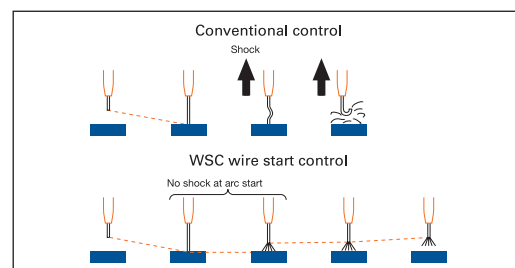 Conventional control
Shock
WSC wire start control
No shock at arc start